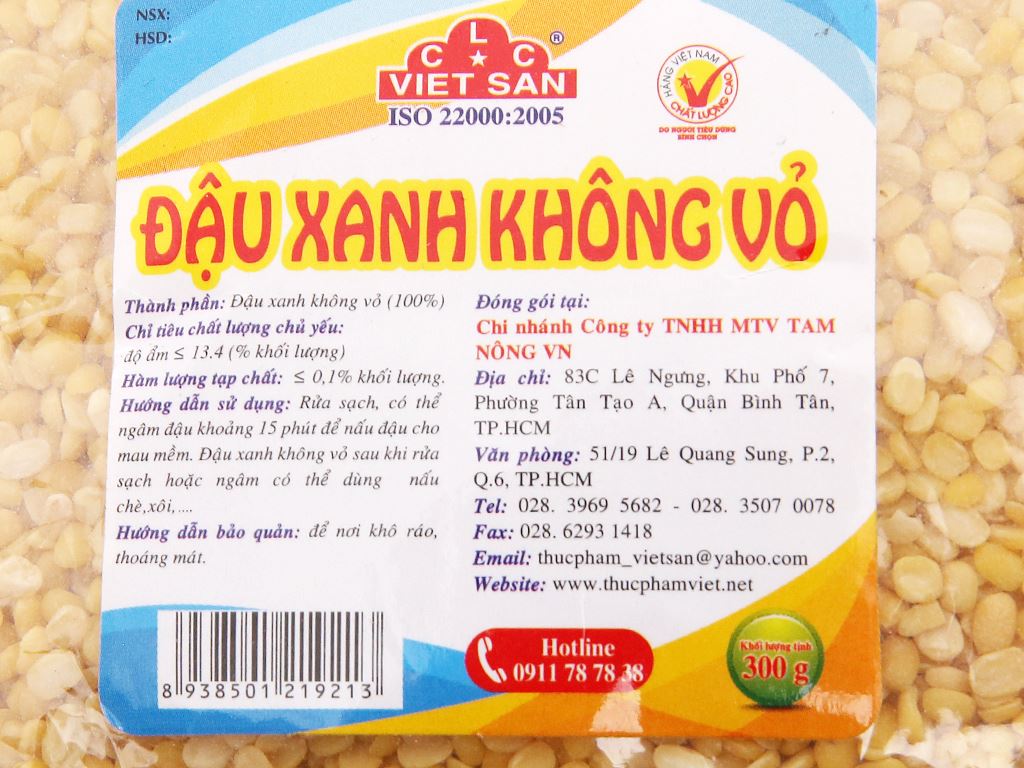 NSX:
HSD:
C L C ®
VIET SAN
ISO 22000:2005
HÀNG VIỆT NAM
CHẤT LƯỢNG CAO
DO NGƯỜI TIÊU DÙNG
BÌNH CHỌN
ĐẬU XANH KHÔNG VỎ
Thành phần: Đậu xanh không vỏ (100%)
Chỉ tiêu chất lượng chủ yếu:
độ ẩm ≤ 13.4 (% khối lượng)
Hàm lượng tạp chất: ≤ 0,1% khối lượng.
Hướng dẫn sử dụng: Rửa sạch, có thể
ngâm đậu khoảng 15 phút để nấu đậu cho
mau mềm. Đậu xanh không vỏ sau khi rửa
sạch hoặc ngâm có thể dùng nấu
chè,xôi,....
Hướng dẫn bảo quản: để nơi khô ráo,
thoáng mát.
8 938501 219213
Đóng gói tại:
Chi nhánh Công ty TNHH MTV TAM
NÔNG VN
Địa chỉ: 83C Lê Ngưng, Khu Phố 7,
Phường Tân Tạo A, Quận Bình Tân,
TP.HCM
Văn phòng: 51/19 Lê Quang Sung, P.2,
Q.6, TP.HCM
Tel: 028. 3969 5682 - 028. 3507 0078
Fax: 028. 6293 1418
Email: thucpham_vietsan@yahoo.com
Website: www.thucphamviet.net
Hotline
0911 78 78 38
Khối lượng tịnh
300 g